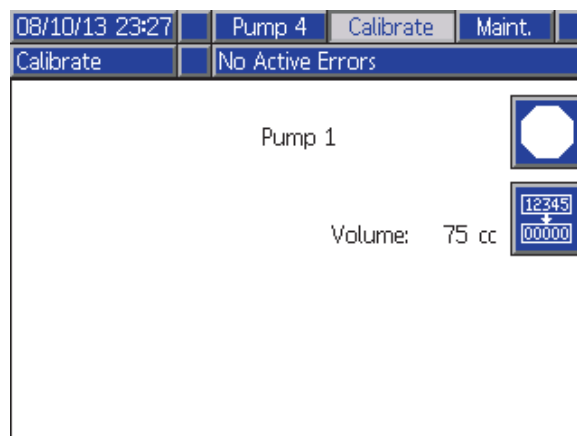 08/10/13 23:27 Pump 4 Calibrate Maint.
Calibrate No Active Errors
Pump 1
12345
Volume: 75 cc
00000